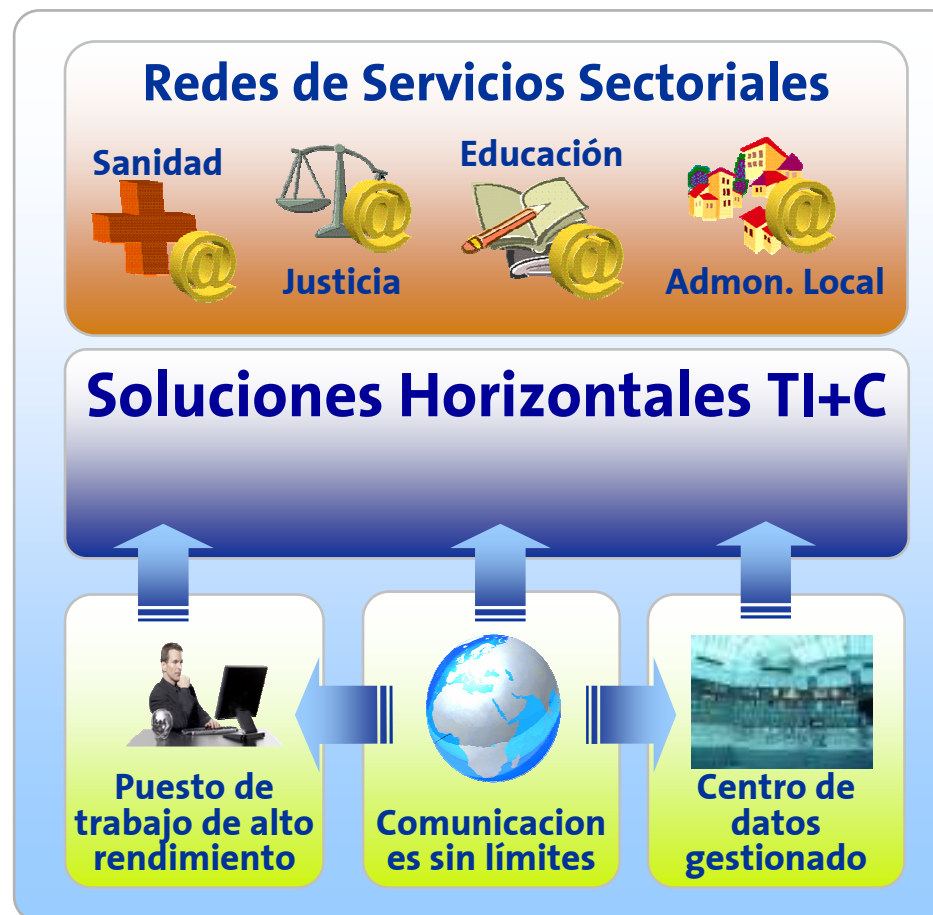 Redes de Servicios Sectoriales
Sanidad
Educación
Justicia
Admon. Local
Soluciones Horizontales TI+C
Puesto de
trabajo de alto
rendimiento
Comunicacion
es sin límites
Centro de
datos
gestionado